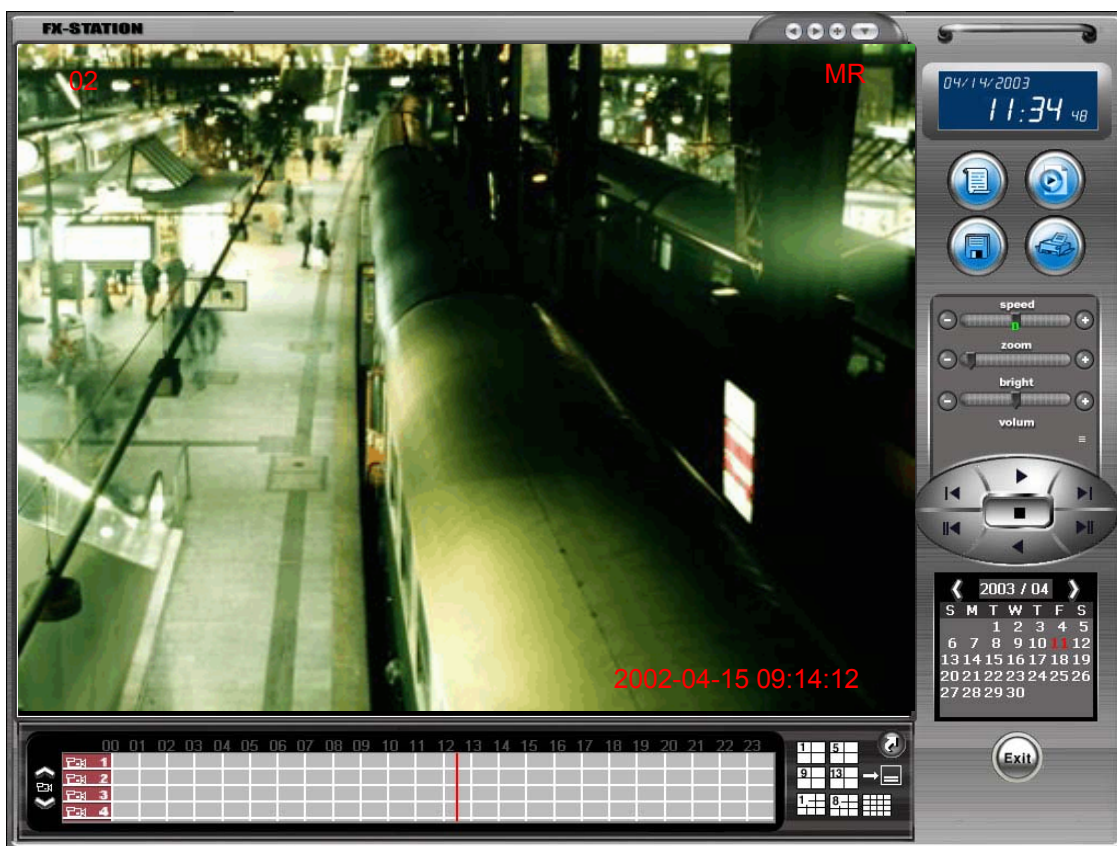 FX-STATION
02
MR
04/14/2003
11:34 48
speed
n
zoom
bright
volum
2003 / 04
S M T W T F S
1 2 3 4 5
6 7 8 9 10 11 12
13 14 15 16 17 18 19
20 21 22 23 24 25 26
27 28 29 30
2002-04-15 09:14:12
00 01 02 03 04 05 06 07 08 09 10 11 12 13 14 15 16 17 18 19 20 21 22 23
1
2
3
4
1 5
9 13
1 8
Exit